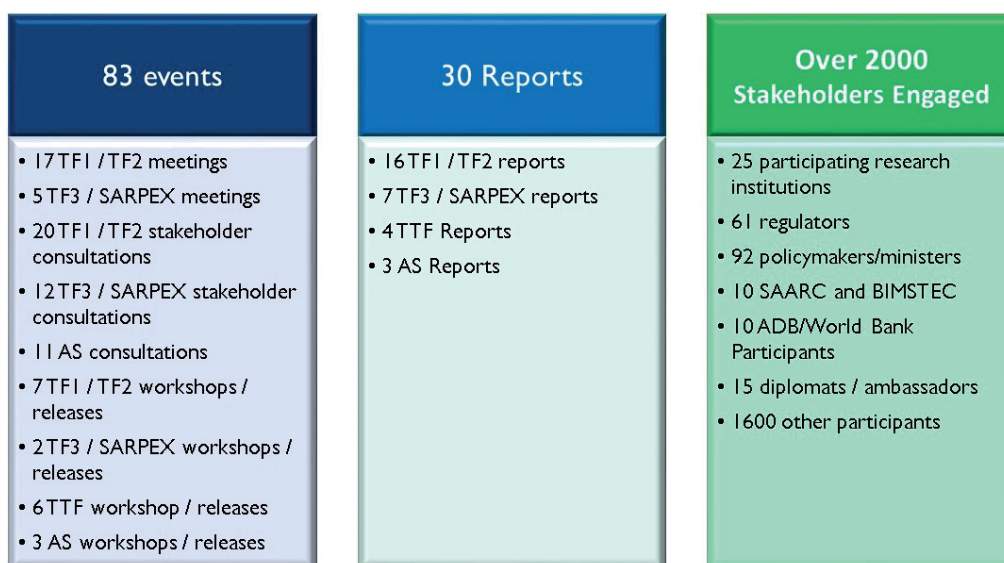 83 events
• 17 TF1 / TF2 meetings
• 5 TF3 / SARPEX meetings
• 20 TF1 / TF2 stakeholder
consultations
• 12 TF3 / SARPEX stakeholder
consultations
• 11 AS consultations
• 7 TF1 / TF2 workshops /
releases
• 2 TF3 / SARPEX workshops /
releases
• 6 TTF workshop / releases
• 3 AS workshops / releases
30 Reports
• 16 TF1 / TF2 reports
• 7 TF3 / SARPEX reports
• 4 TTF Reports
• 3 AS Reports
Over 2000
Stakeholders Engaged
• 25 participating research
institutions
• 61 regulators
• 92 policymakers/ministers
• 10 SAARC and BIMSTEC
• 10 ADB/World Bank
Participants
• 15 diplomats / ambassadors
• 1600 other participants